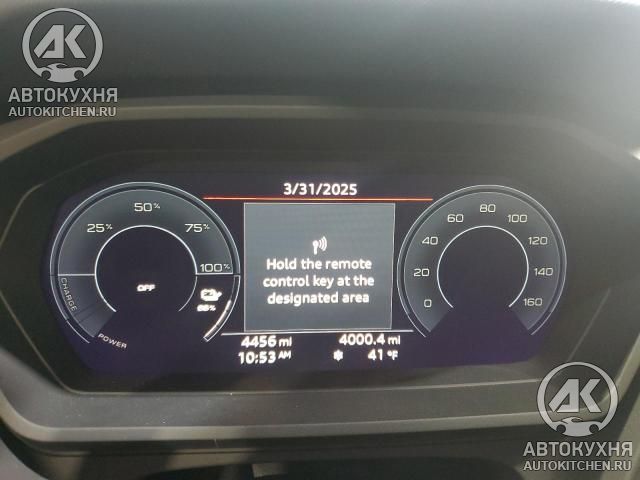 АК
АВТОКУХНЯ
AUTOKITCHEN.RU
3/31/2025
25% 50% 75% 100%
OFF
CHARGE
POWER
Hold the remote
control key at the
designated area
0 20 40 60 80 100 120 140 160
4456 mi 4000.4 mi
10:53 AM 41 °F
АК
АВТОКУХНЯ
AUTOKITCHEN.RU